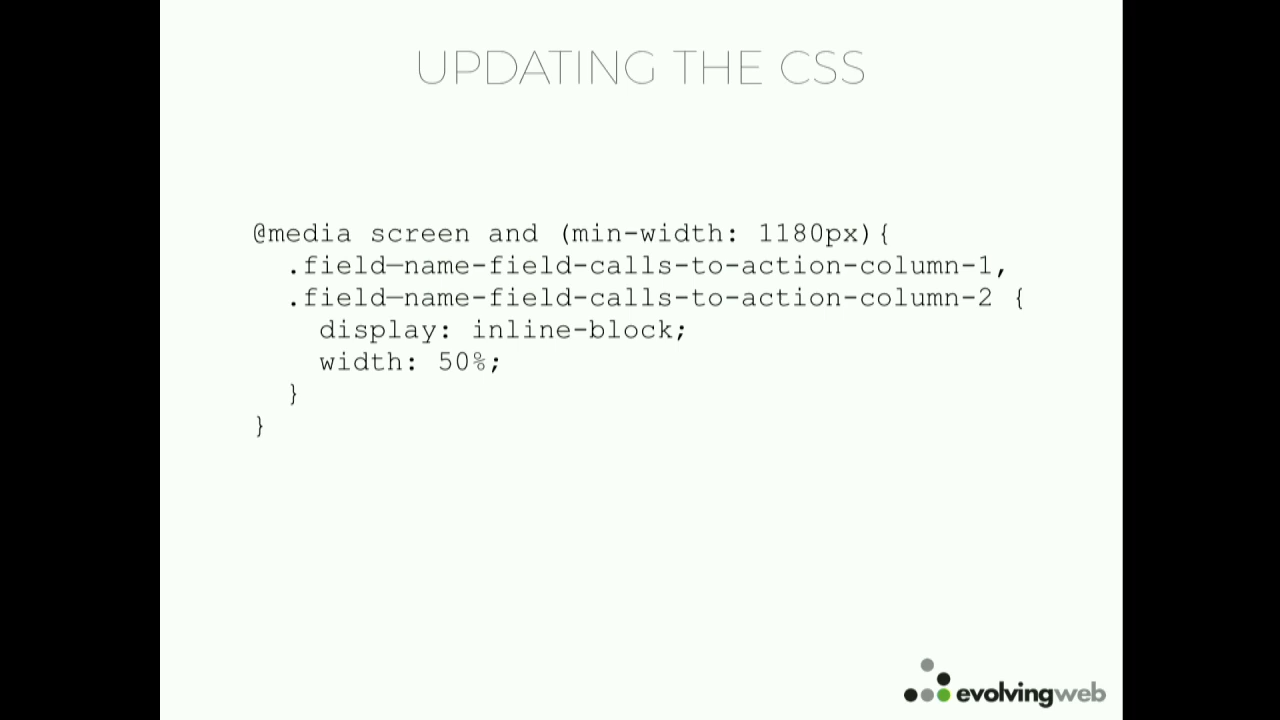 UPDATING THE CSS
@media screen and (min-width: 1180px){
.field—name-field-calls-to-action-column-1,
.field—name-field-calls-to-action-column-2 {
display: inline-block;
width: 50%;
}
}
evolvingweb